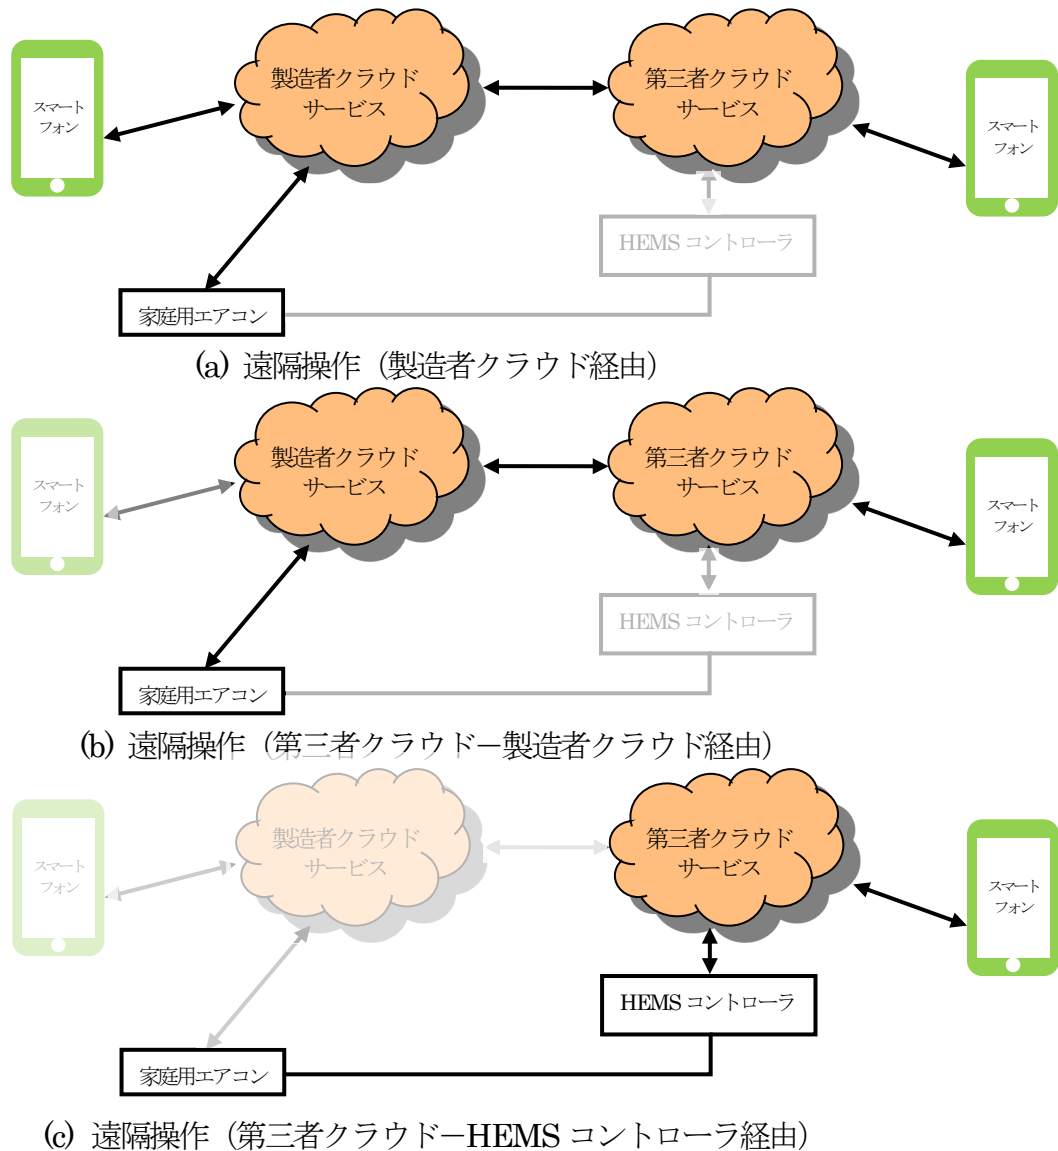 製造者クラウド
サービス
第三者クラウド
サービス
スマート
フォン
スマート
フォン
HEMS コントローラ
家庭用エアコン
(a) 遠隔操作（製造者クラウド経由）
製造者クラウド
サービス
第三者クラウド
サービス
スマート
フォン
スマート
フォン
HEMS コントローラ
家庭用エアコン
(b) 遠隔操作（第三者クラウド－製造者クラウド経由）
製造者クラウド
サービス
第三者クラウド
サービス
スマート
フォン
スマート
フォン
HEMS コントローラ
家庭用エアコン
(c) 遠隔操作（第三者クラウド－HEMS コントローラ経由）